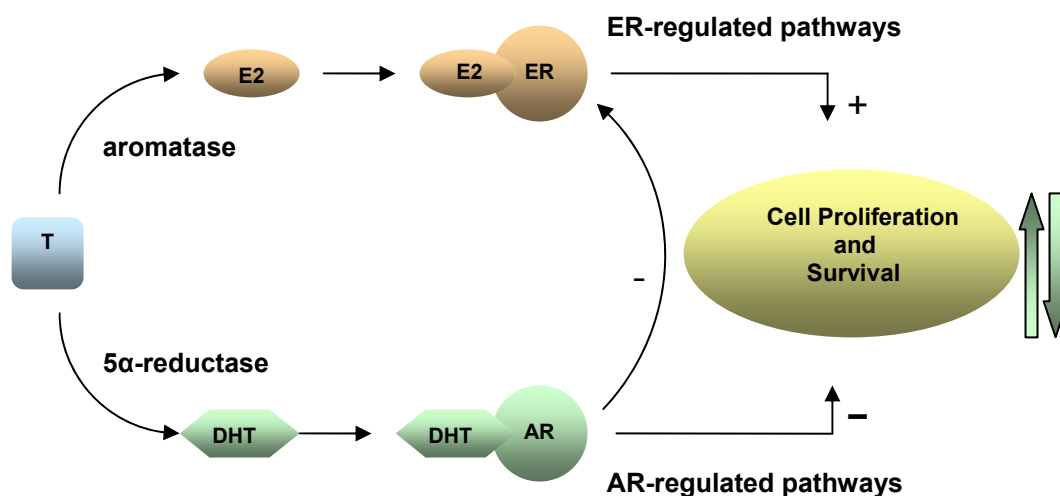 ER-regulated pathways
E2
E2
ER
+
aromatase
T
Cell Proliferation
and
Survival
-
5α-reductase
DHT
DHT
AR
–
AR-regulated pathways